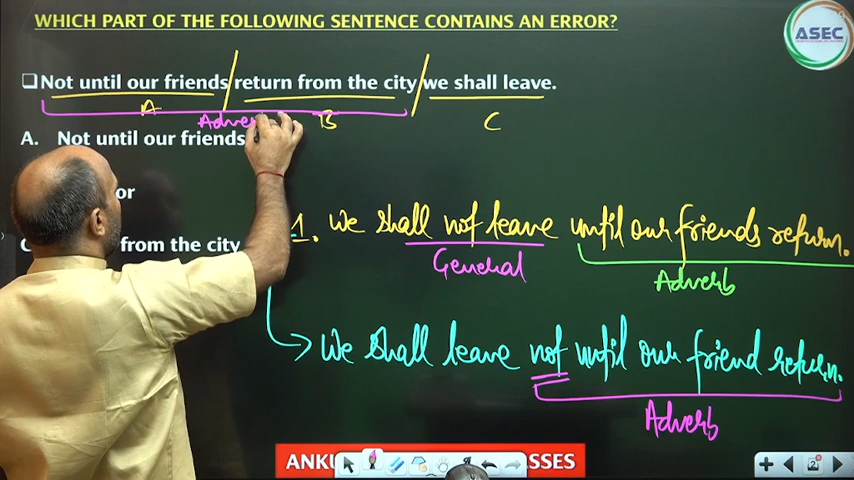 WHICH PART OF THE FOLLOWING SENTENCE CONTAINS AN ERROR?
ASEC
❑Not until our friends/return from the city/we shall leave.
A B C
Adverb
A. Not until our friends
or
from the city
1. We shall not leave until our friends return.
General
Adverb
We shall leave not until our friend return.
Adverb
ANKU SSES
2